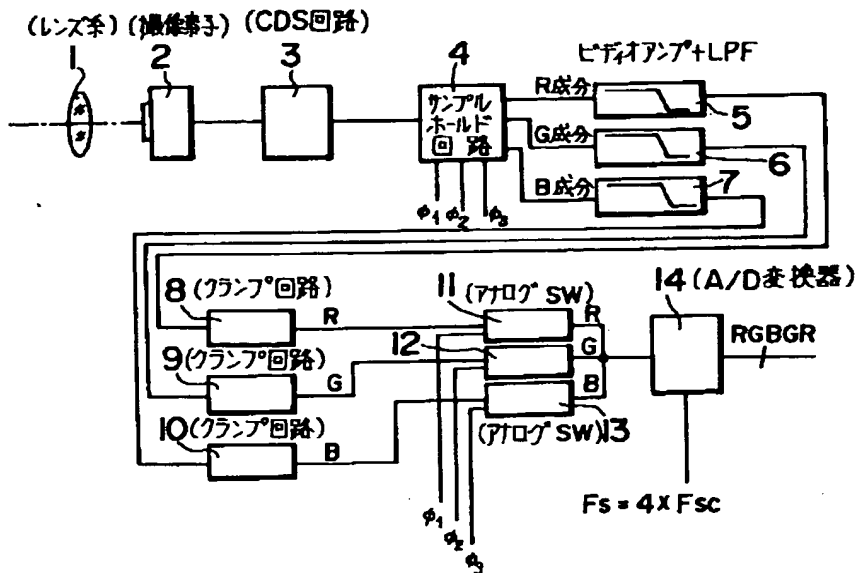 (レンズ系) (撮像素子) (CDS回路)
1 2 3 4
ビデオアンプ+LPF
サンプル
ホールド
回路
R成分
5
G成分
6
B成分
7
φ1 φ2 φ3
8 (クランプ回路)
R
9 (クランプ回路)
G
10 (クランプ回路)
B
11 (アナログSW)
R
12
G
B
(アナログSW) 13
φ1
φ2
φ3
14 (A/D変換器)
RGBGR
Fs = 4 × Fsc